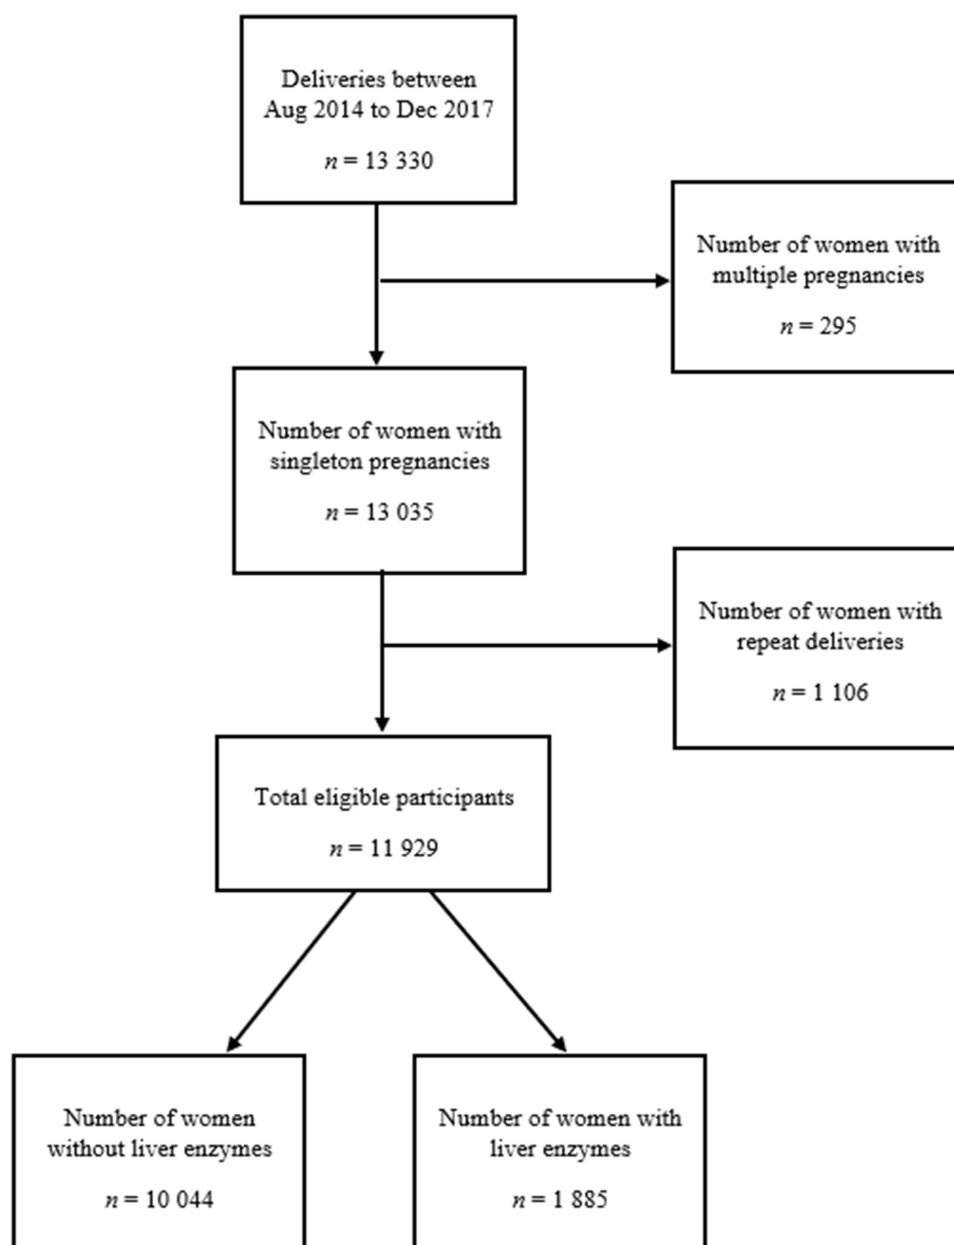 Deliveries between
Aug 2014 to Dec 2017
n = 13 330
Number of women with
multiple pregnancies
n = 295
Number of women with
singleton pregnancies
n = 13 035
Number of women with
repeat deliveries
n = 1 106
Total eligible participants
n = 11 929
Number of women
without liver enzymes
n = 10 044
Number of women with
liver enzymes
n = 1 885